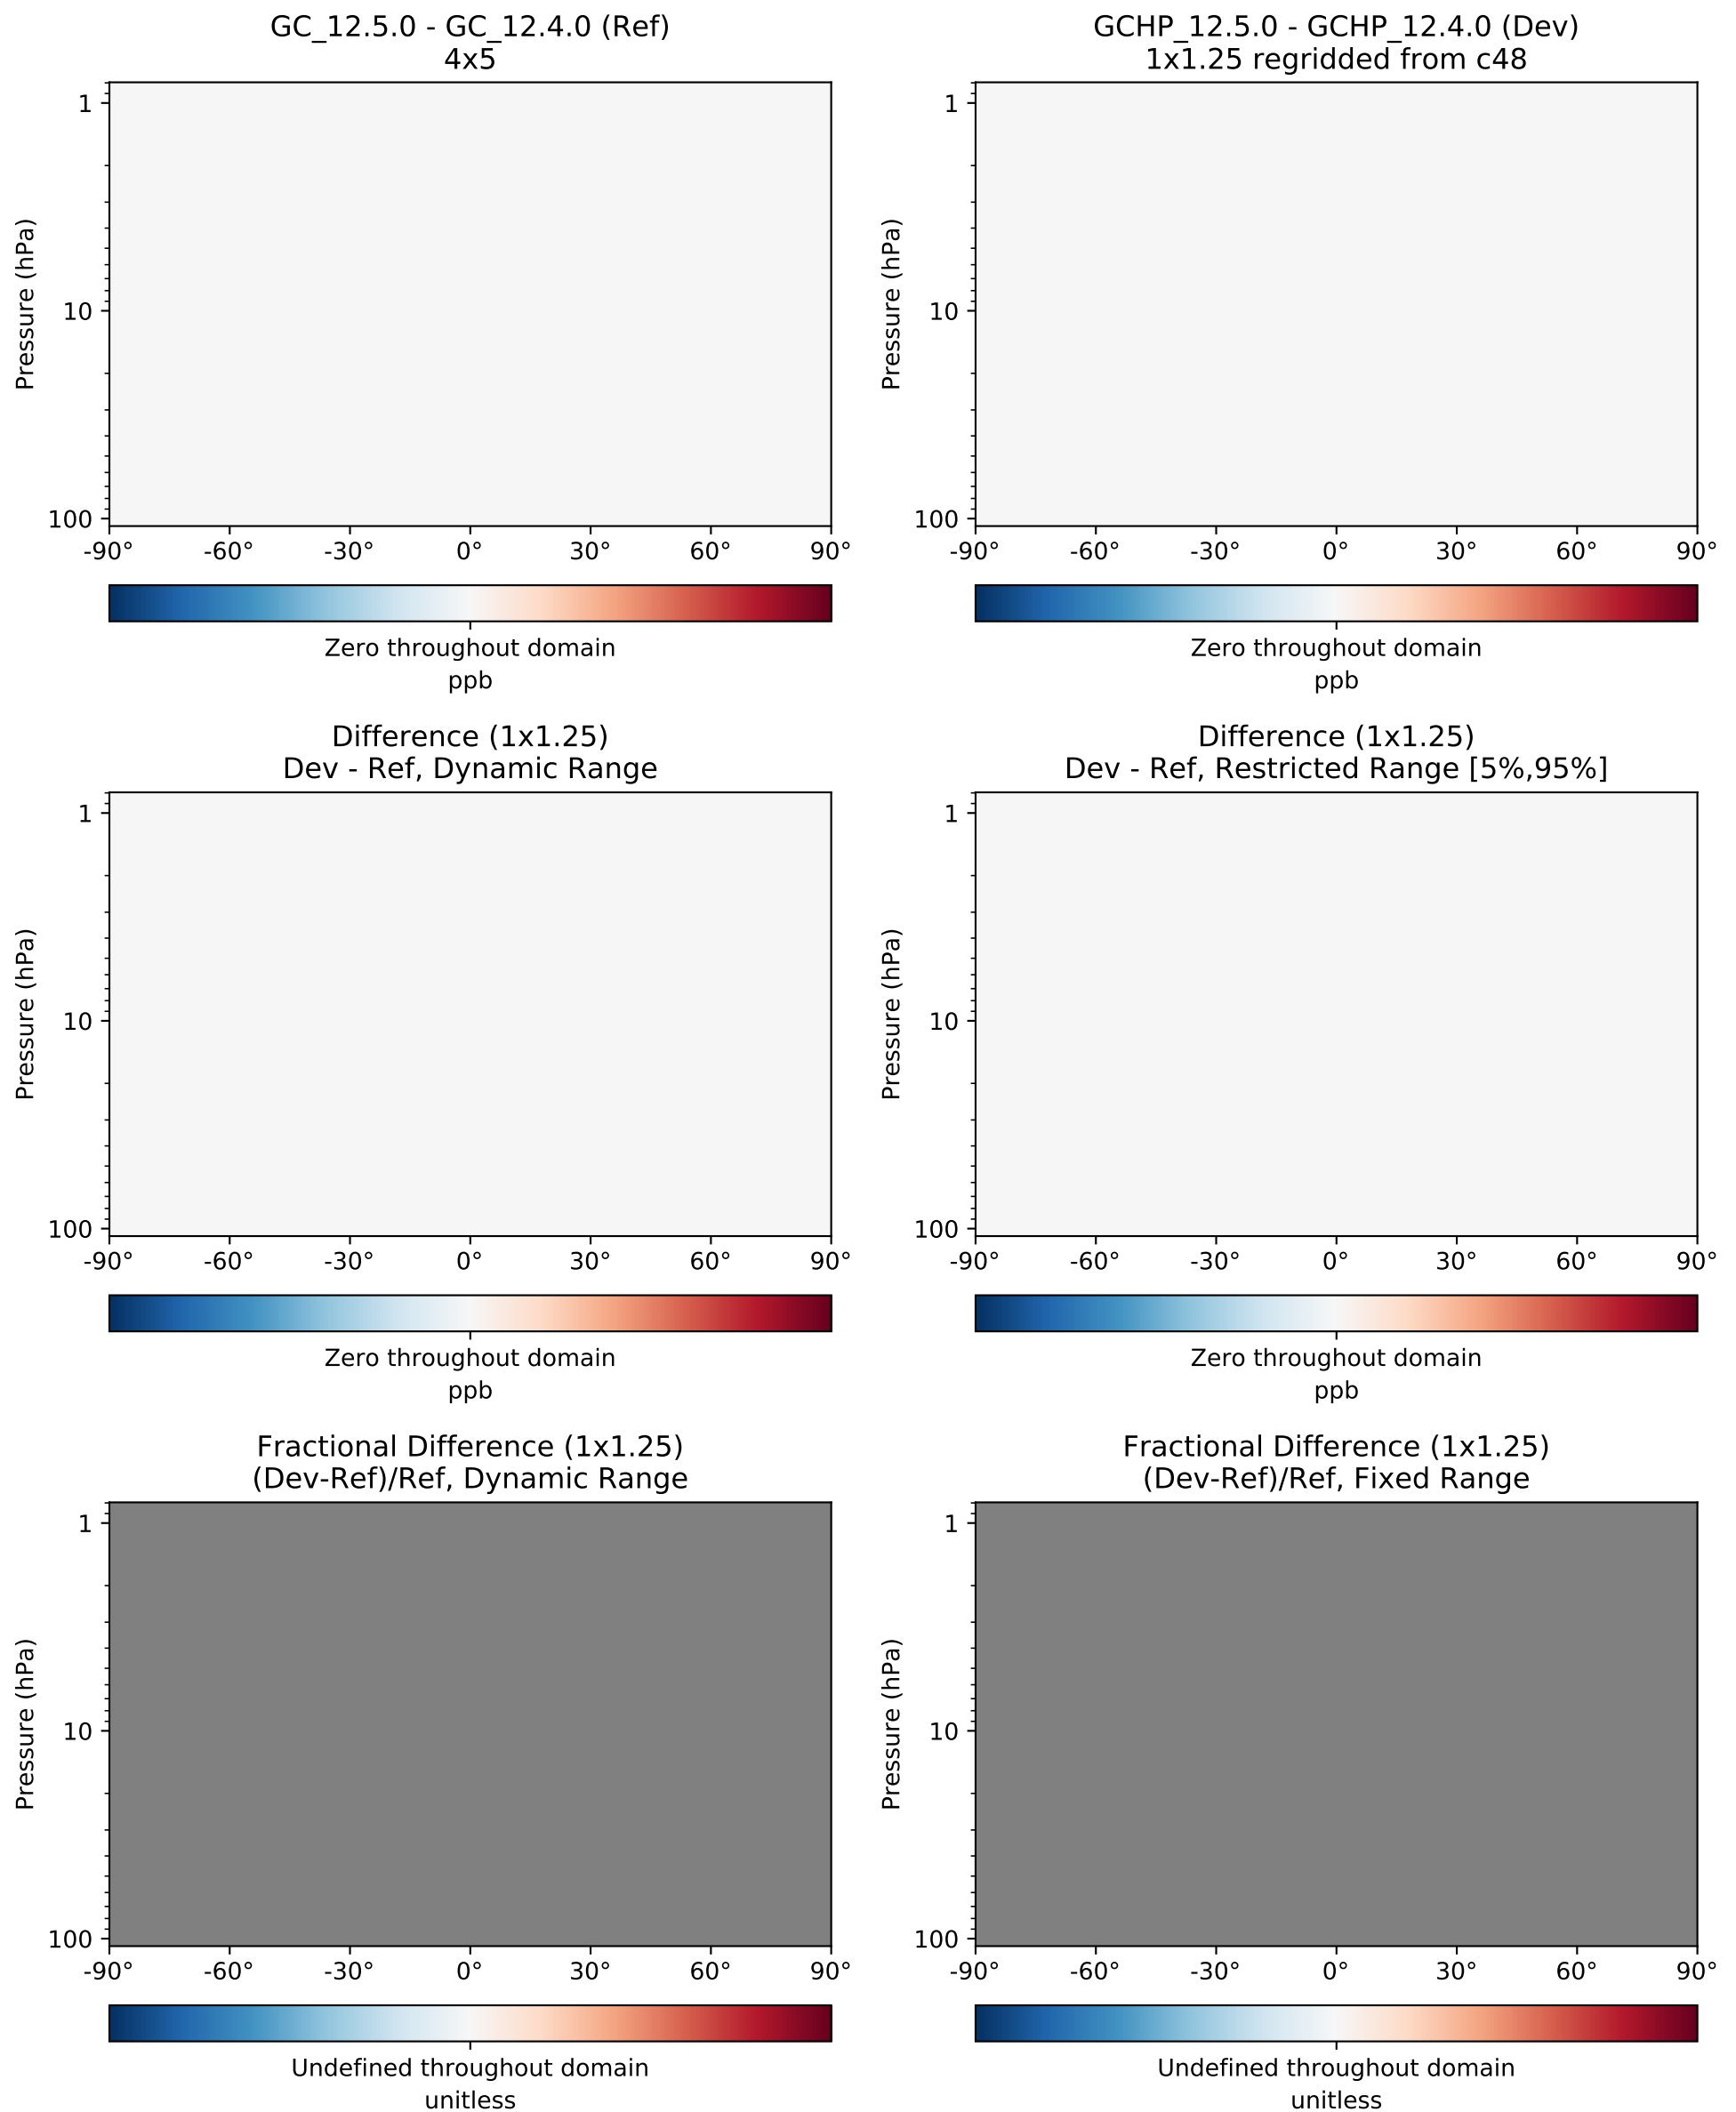 GC_12.5.0 - GC_12.4.0 (Ref)
4x5
Pressure (hPa)
1
10
100
-90° -60° -30° 0° 30° 60° 90°
Zero throughout domain
ppb
GCHP_12.5.0 - GCHP_12.4.0 (Dev)
1x1.25 regridded from c48
Pressure (hPa)
1
10
100
-90° -60° -30° 0° 30° 60° 90°
Zero throughout domain
ppb
Difference (1x1.25)
Dev - Ref, Dynamic Range
Pressure (hPa)
1
10
100
-90° -60° -30° 0° 30° 60° 90°
Zero throughout domain
ppb
Difference (1x1.25)
Dev - Ref, Restricted Range [5%,95%]
Pressure (hPa)
1
10
100
-90° -60° -30° 0° 30° 60° 90°
Zero throughout domain
ppb
Fractional Difference (1x1.25)
(Dev-Ref)/Ref, Dynamic Range
Pressure (hPa)
1
10
100
-90° -60° -30° 0° 30° 60° 90°
Undefined throughout domain
unitless
Fractional Difference (1x1.25)
(Dev-Ref)/Ref, Fixed Range
Pressure (hPa)
1
10
100
-90° -60° -30° 0° 30° 60° 90°
Undefined throughout domain
unitless